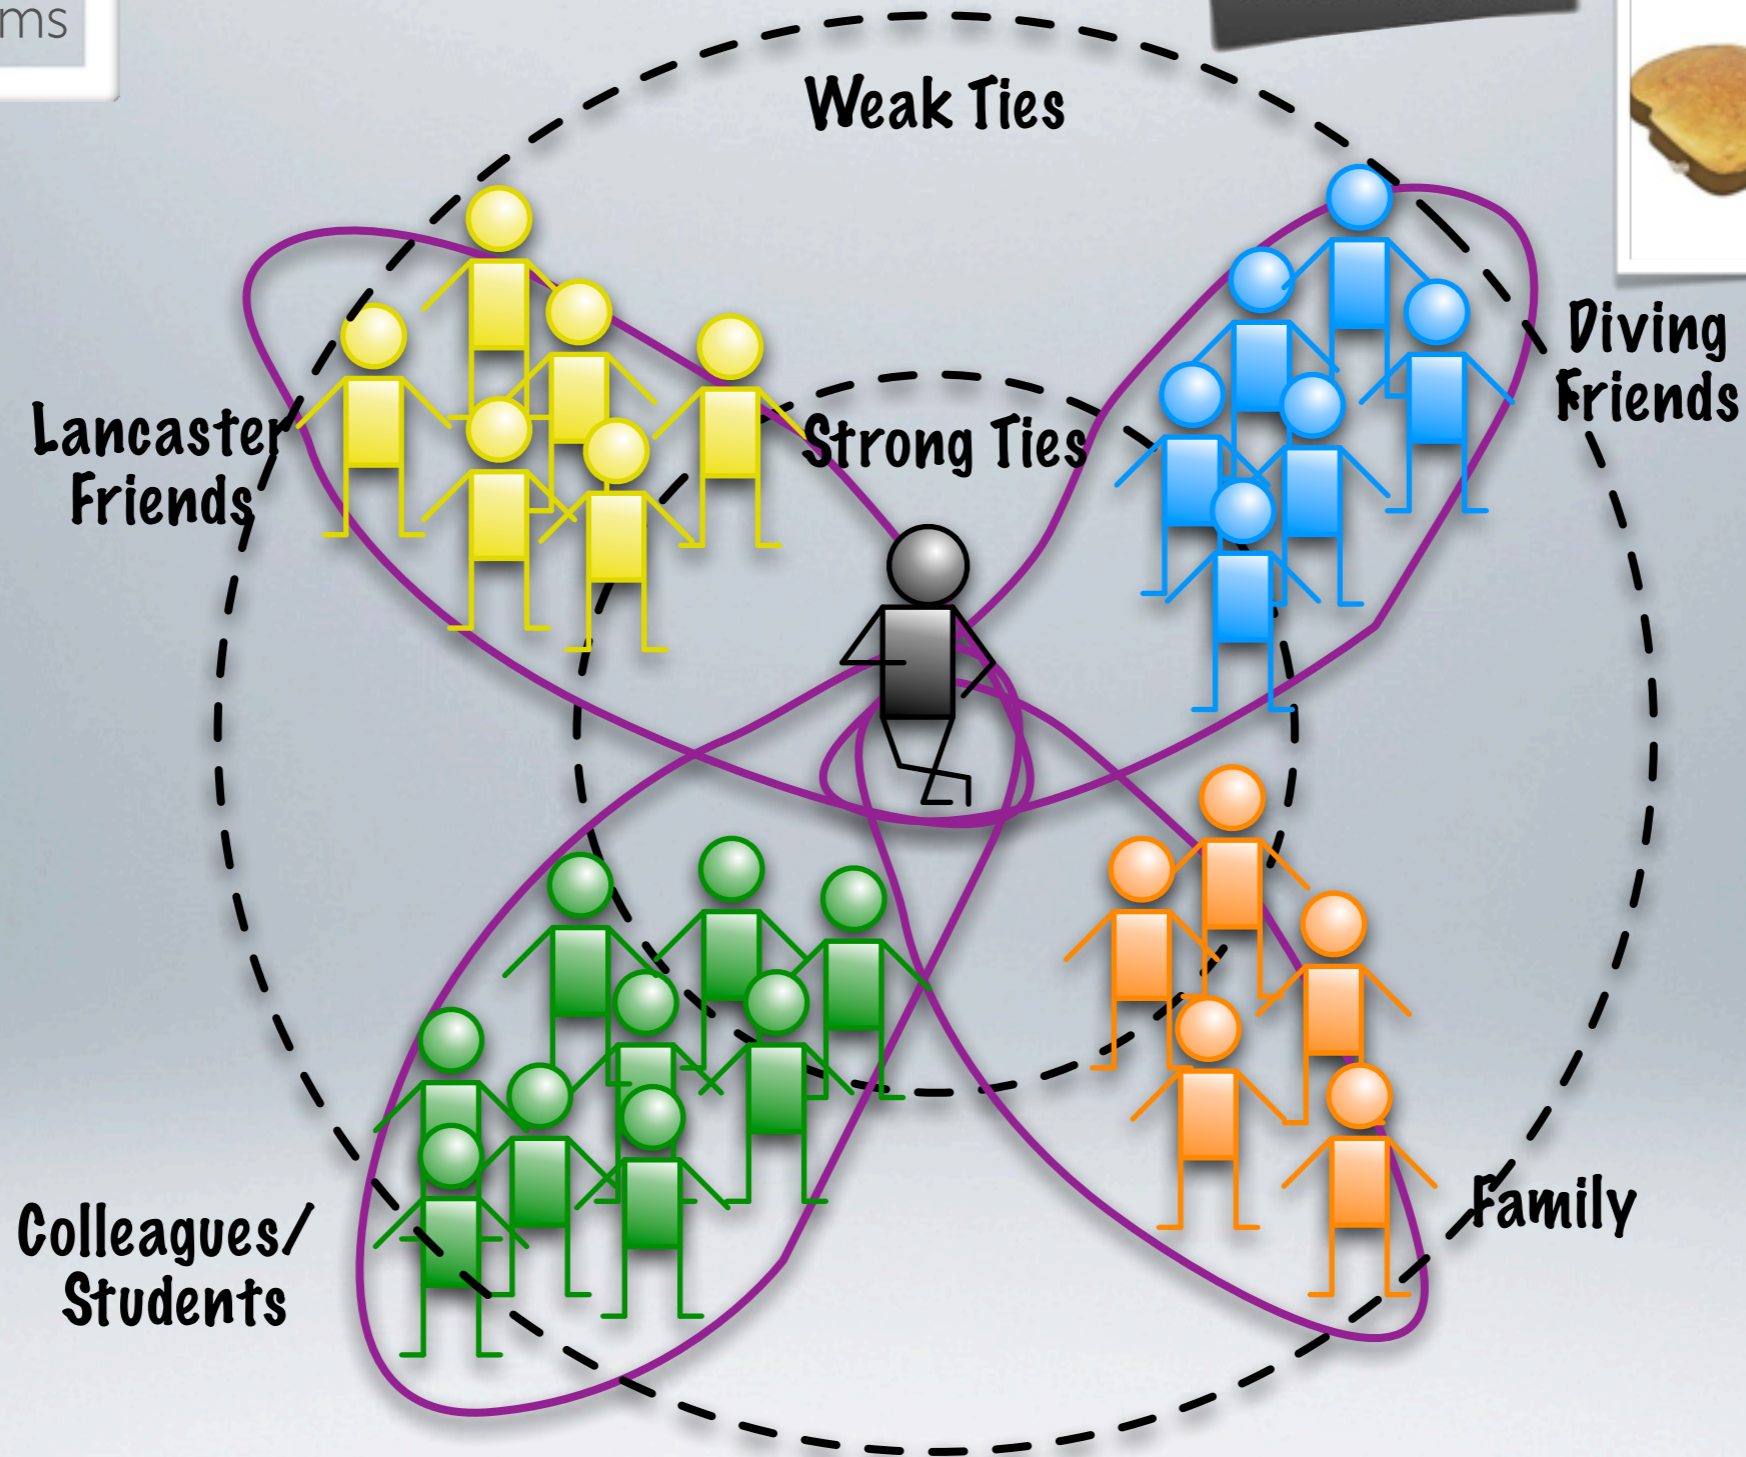 ms
Weak Ties
Diving
Friends
Lancaster
Friends
Strong Ties
Colleagues/
Students
Family